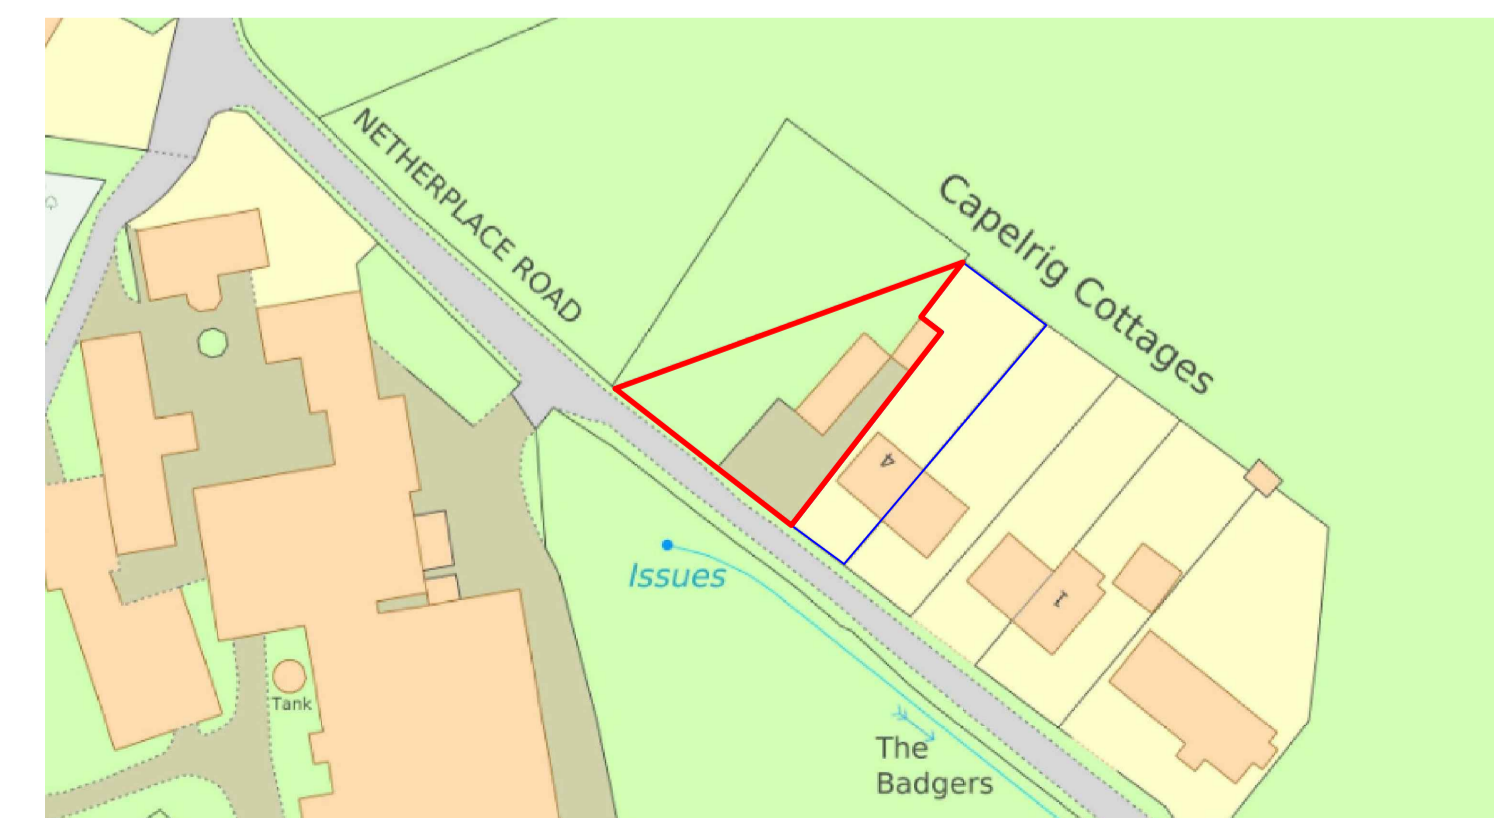 NETHERPLACE ROAD
Capelrig Cottages
4
1
Issues
Tank
The
Badgers